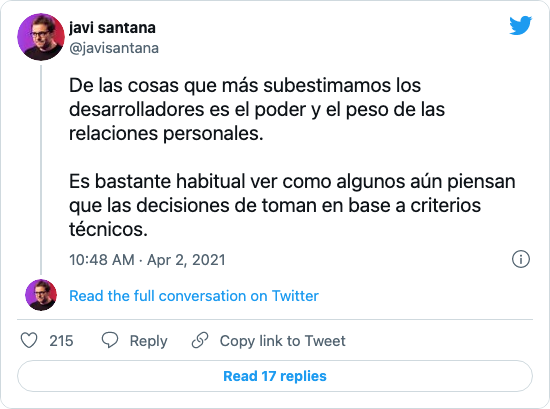 javi santana
@javisantana
De las cosas que más subestimamos los
desarrolladores es el poder y el peso de las
relaciones personales.
Es bastante habitual ver como algunos aún piensan
que las decisiones de toman en base a criterios
técnicos.
10:48 AM · Apr 2, 2021
Read the full conversation on Twitter
215 Reply Copy link to Tweet
Read 17 replies